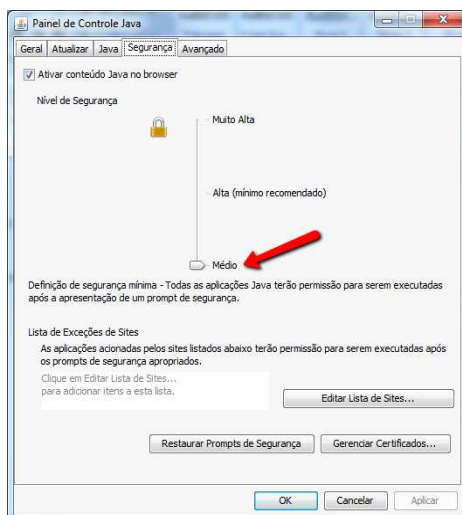 Painel de Controle Java
Geral Atualizar Java Segurança Avançado
Ativar conteúdo Java no browser
Nível de Segurança
Muito Alta
Alta (mínimo recomendado)
Médio
Definição de segurança mínima - Todas as aplicações Java terão permissão para serem executadas
após a apresentação de um prompt de segurança.
Lista de Exceções de Sites
As aplicações acionadas pelos sites listados abaixo terão permissão para serem executadas após
os prompts de segurança apropriados.
Clique em Editar Lista de Sites...
para adicionar itens a esta lista.
Editar Lista de Sites...
Restaurar Prompts de Segurança Gerenciar Certificados...
OK Cancelar Aplicar